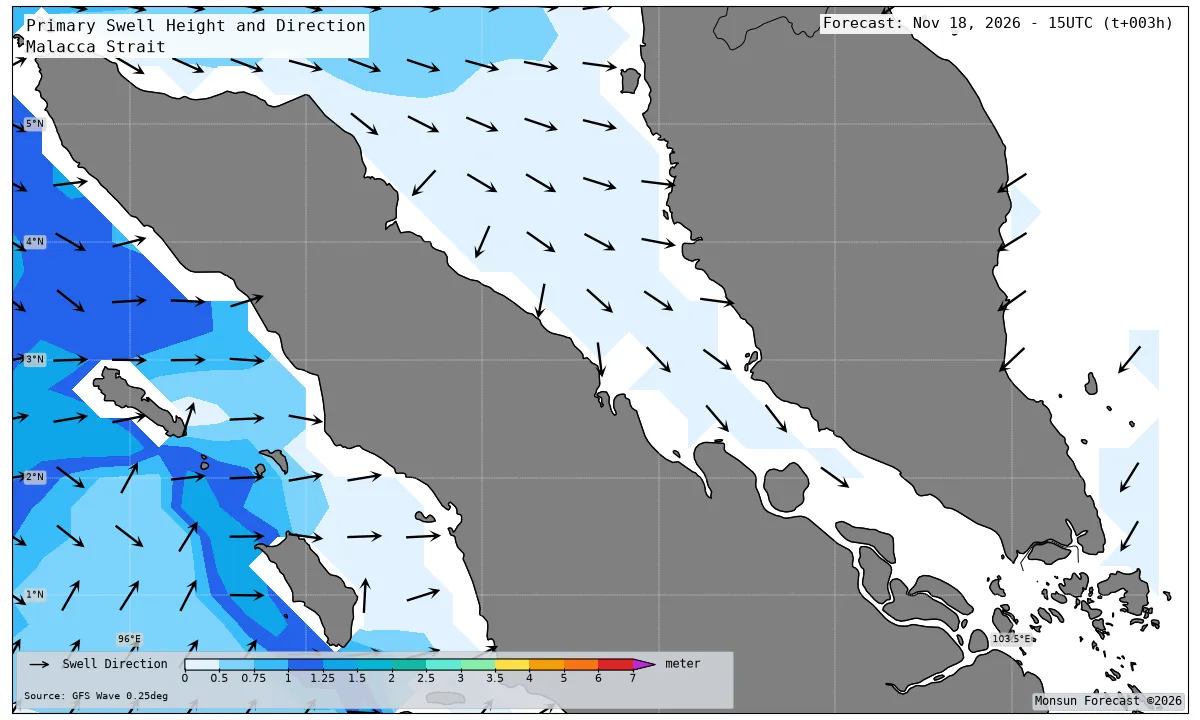 Primary Swell Height and Direction
Malacca Strait
Forecast: Nov 18, 2026 - 15UTC (t+003h)
5°N
4°N
3°N
2°N
1°N
96°E
103.5°E
Swell Direction
0 0.5 0.75 1 1.25 1.5 2 2.5 3 3.5 4 5 6 7
meter
Source: GFS Wave 0.25deg
Monsun Forecast ©2026